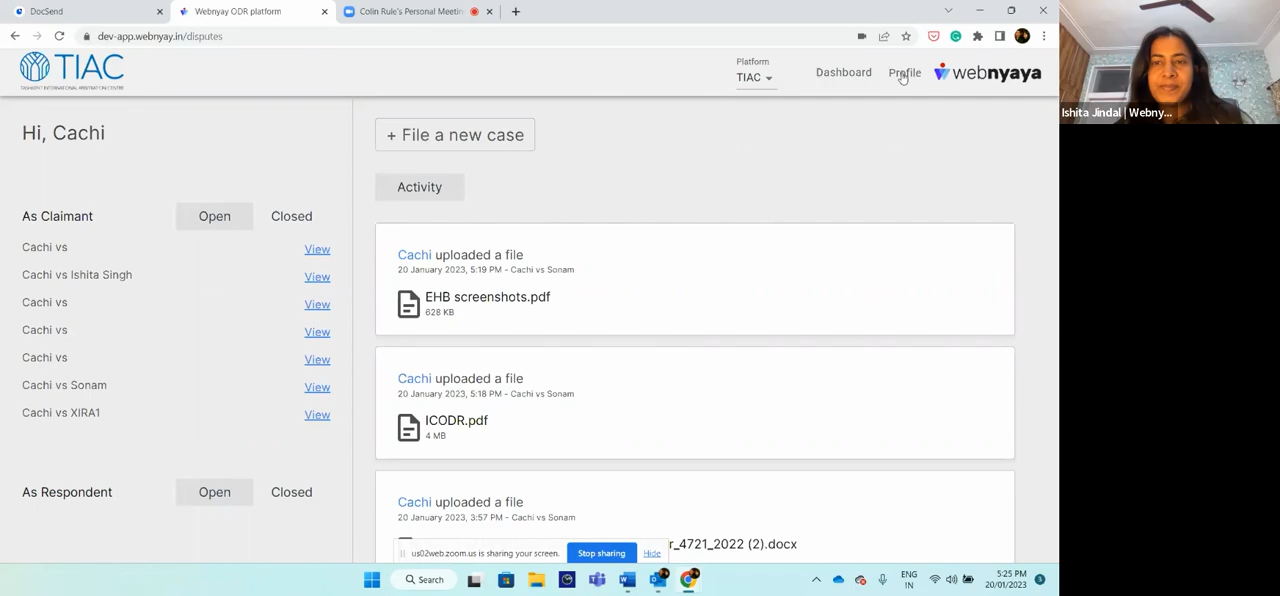 DocSend
Webnyay ODR platform
Colin Rule's Personal Meetin
dev-app.webnyay.in/disputes
TIAC
TASHKENT INTERNATIONAL ARBITRATION CENTRE
Platform
TIAC
Dashboard
Profile
webnyaya
Ishita Jindal | Webny...
Hi, Cachi
+ File a new case
Activity
As Claimant
Open
Closed
Cachi vs
View
Cachi vs Ishita Singh
View
Cachi vs
View
Cachi vs
View
Cachi vs
View
Cachi vs Sonam
View
Cachi vs XIRA1
View
As Respondent
Open
Closed
Cachi uploaded a file
20 January 2023, 5:19 PM - Cachi vs Sonam
EHB screenshots.pdf
628 KB
Cachi uploaded a file
20 January 2023, 5:18 PM - Cachi vs Sonam
ICODR.pdf
4 MB
Cachi uploaded a file
20 January 2023, 3:57 PM - Cachi vs Sonam
r_4721_2022 (2).docx
us02web.zoom.us is sharing your screen.
Stop sharing
Hide
Search
ENG
IN
5:25 PM
20/01/2023
3